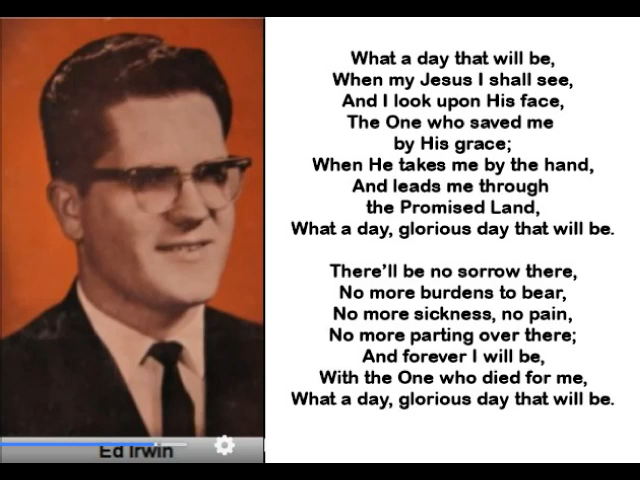 What a day that will be,
When my Jesus I shall see,
And I look upon His face,
The One who saved me
by His grace;
When He takes me by the hand,
And leads me through
the Promised Land,
What a day, glorious day that will be.
There'll be no sorrow there,
No more burdens to bear,
No more sickness, no pain,
No more parting over there;
And forever I will be,
With the One who died for me,
What a day, glorious day that will be.
Ed Irwin